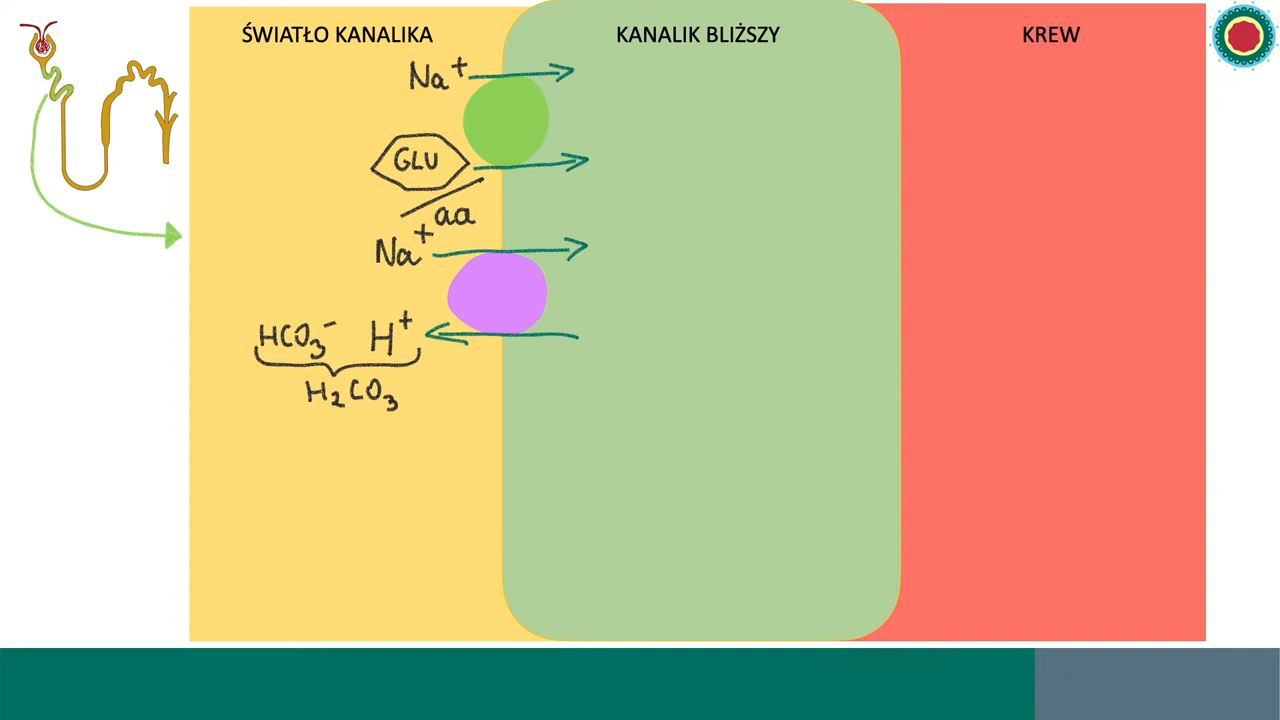 ŚWIATŁO KANALIKA
KANALIK BLIŻSZY
KREW
Na⁺
GLU
aa
Na⁺
HCO₃⁻ H⁺
H₂CO₃